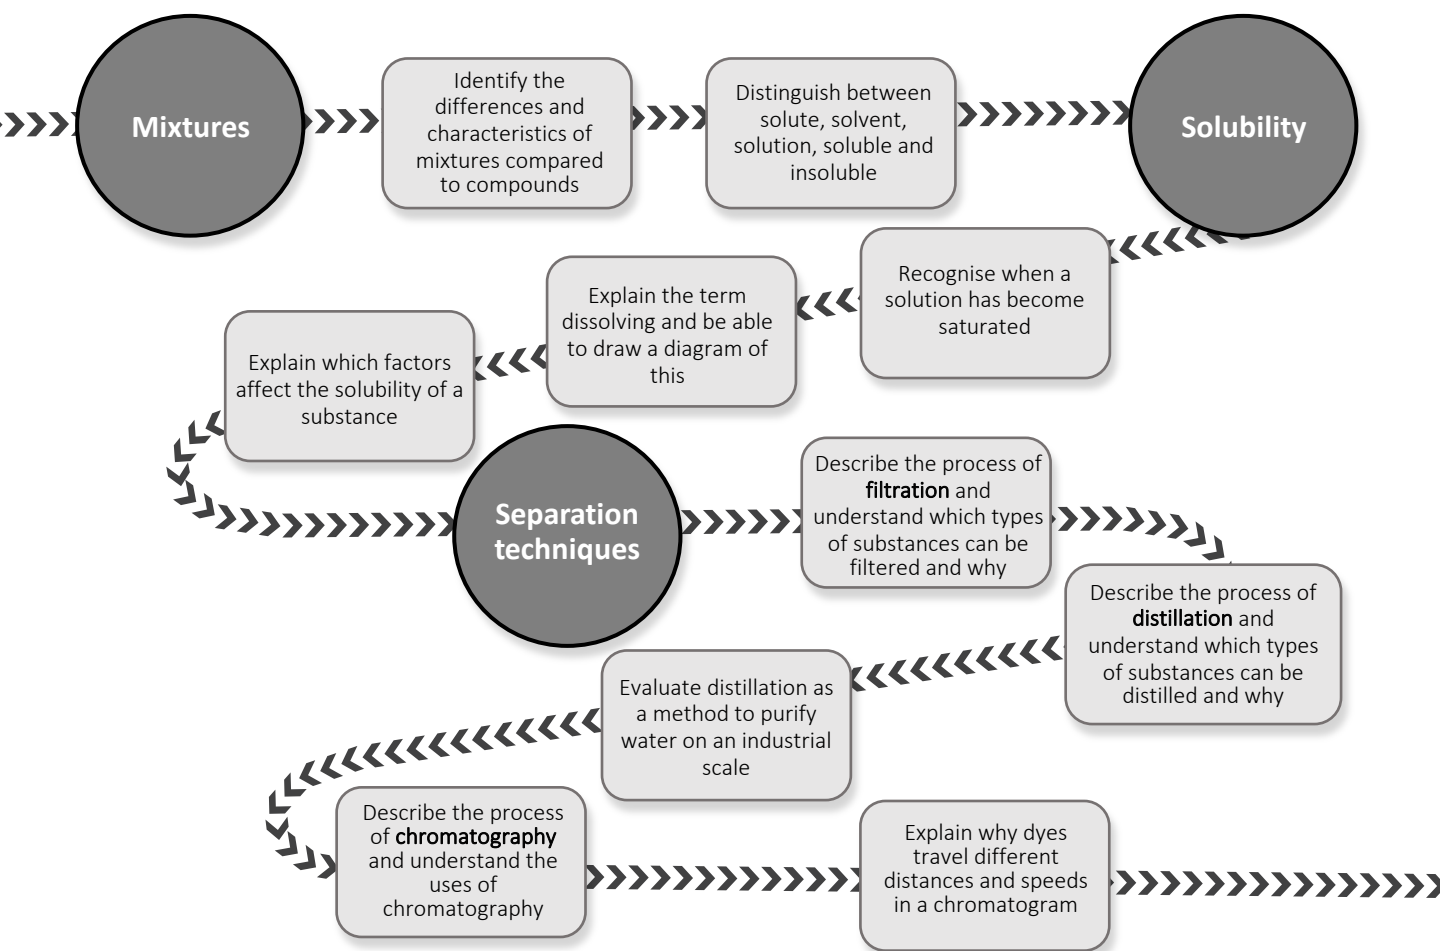 Mixtures
Identify the
differences and
characteristics of
mixtures compared
to compounds
Distinguish between
solute, solvent,
solution, soluble and
insoluble
Solubility
Recognise when a
solution has become
saturated
Explain the term
dissolving and be able
to draw a diagram of
this
Explain which factors
affect the solubility of a
substance
Separation
techniques
Describe the process of
filtration and
understand which types
of substances can be
filtered and why
Describe the process of
distillation and
understand which types
of substances can be
distilled and why
Evaluate distillation as
a method to purify
water on an industrial
scale
Describe the process
of chromatography
and understand the
uses of
chromatography
Explain why dyes
travel different
distances and speeds
in a chromatogram